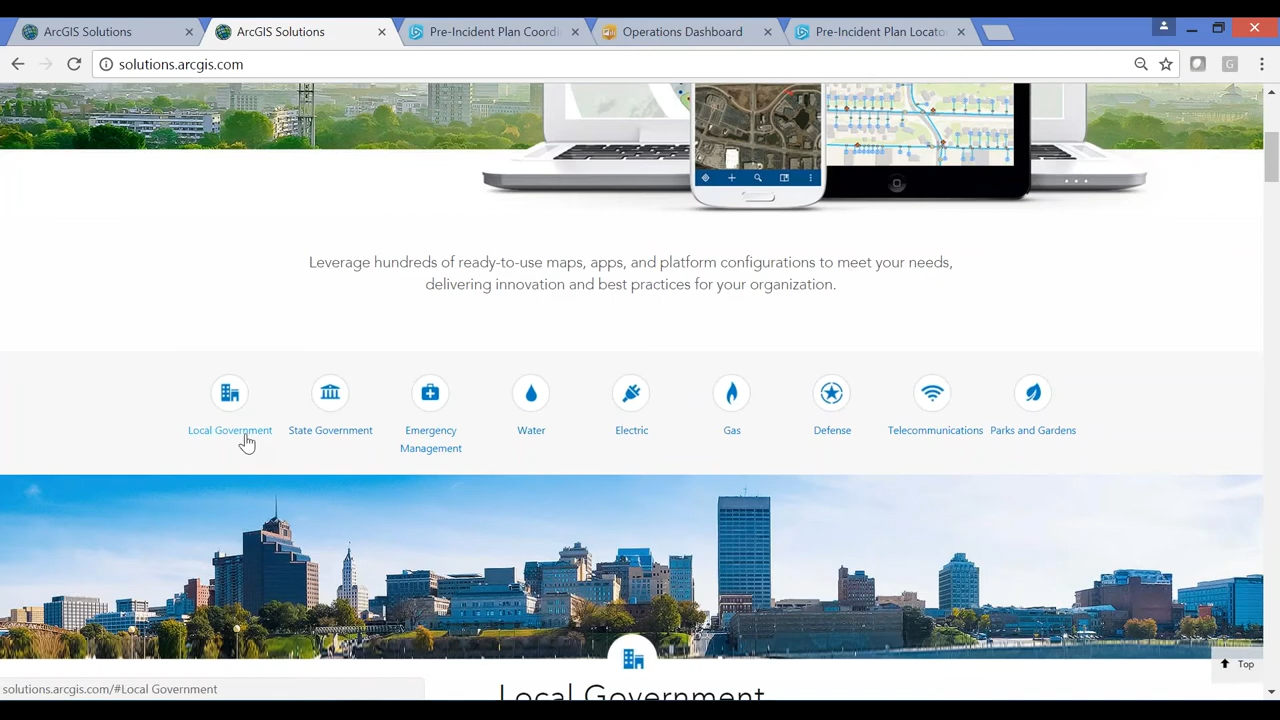 ArcGIS Solutions
ArcGIS Solutions
Pre-Incident Plan Coordi
Operations Dashboard
Pre-Incident Plan Locato
solutions.arcgis.com
G
Leverage hundreds of ready-to-use maps, apps, and platform configurations to meet your needs,
delivering innovation and best practices for your organization.
Local Government
State Government
Emergency
Management
Water
Electric
Gas
Defense
Telecommunications
Parks and Gardens
Top
solutions.arcgis.com/#Local Government
Local Government